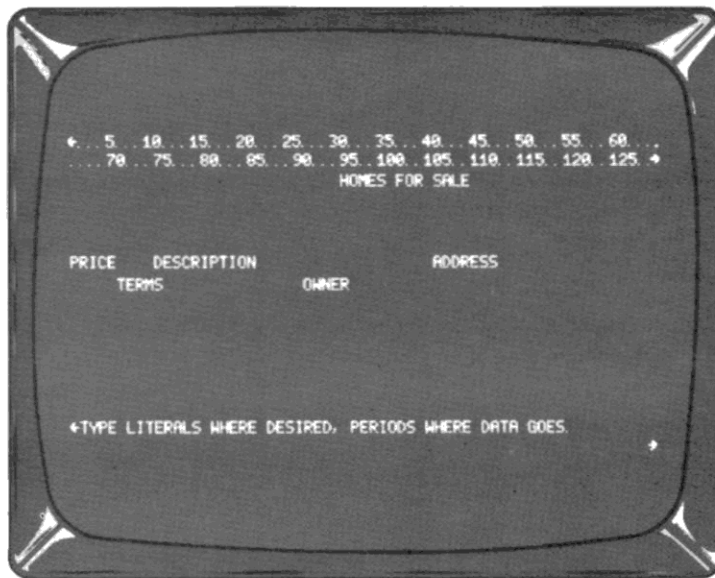 ←...5...10...15...20...25...30...35...40...45...50...55...60....
....70...75...80...85...90...95..100..105..110..115..120..125.→
HOMES FOR SALE
PRICE DESCRIPTION ADDRESS
TERMS OWNER
←TYPE LITERALS WHERE DESIRED, PERIODS WHERE DATA GOES.
→